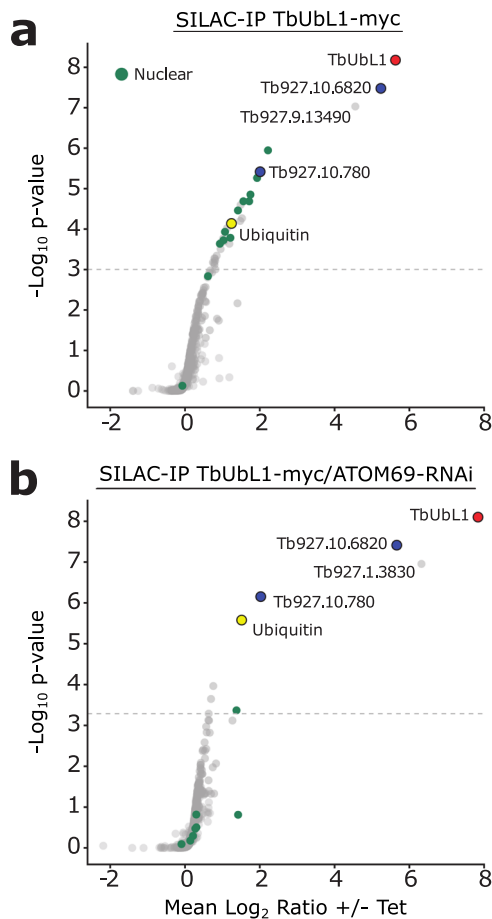 a
SILAC-IP TbUbL1-myc
Nuclear
TbUbL1
Tb927.10.6820
Tb927.9.13490
Tb927.10.780
Ubiquitin
-Log10 p-value
8
7
6
5
4
3
2
1
0
-2
0
2
4
6
8
b
SILAC-IP TbUbL1-myc/ATOM69-RNAi
TbUbL1
Tb927.10.6820
Tb927.1.3830
Tb927.10.780
Ubiquitin
-Log10 p-value
8
7
6
5
4
3
2
1
0
-2
0
2
4
6
8
Mean Log2 Ratio +/- Tet